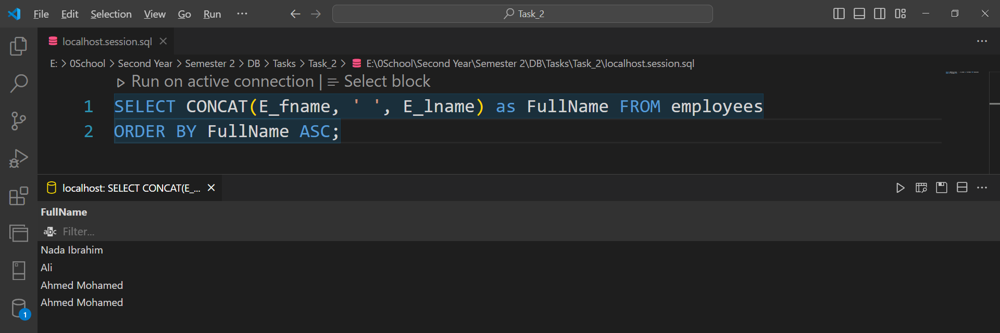 File Edit Selection View Go Run ··· Task_2
localhost.session.sql
E: > 0School > Second Year > Semester 2 > DB > Tasks > Task_2 > E:\0School\Second Year\Semester 2\DB\Tasks\Task_2\localhost.session.sql
Run on active connection | Select block
1 SELECT CONCAT(E_fname, ' ', E_lname) as FullName FROM employees
2 ORDER BY FullName ASC;
localhost: SELECT CONCAT(E_...
FullName
abc Filter...
Nada Ibrahim
Ali
Ahmed Mohamed
Ahmed Mohamed
1